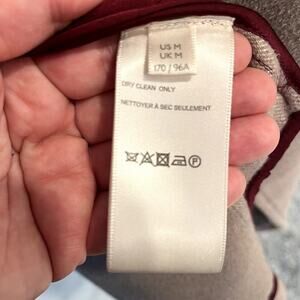 US M
UK M
170 / 96A
DRY CLEAN ONLY
NETTOYER À SEC SEULEMENT
P